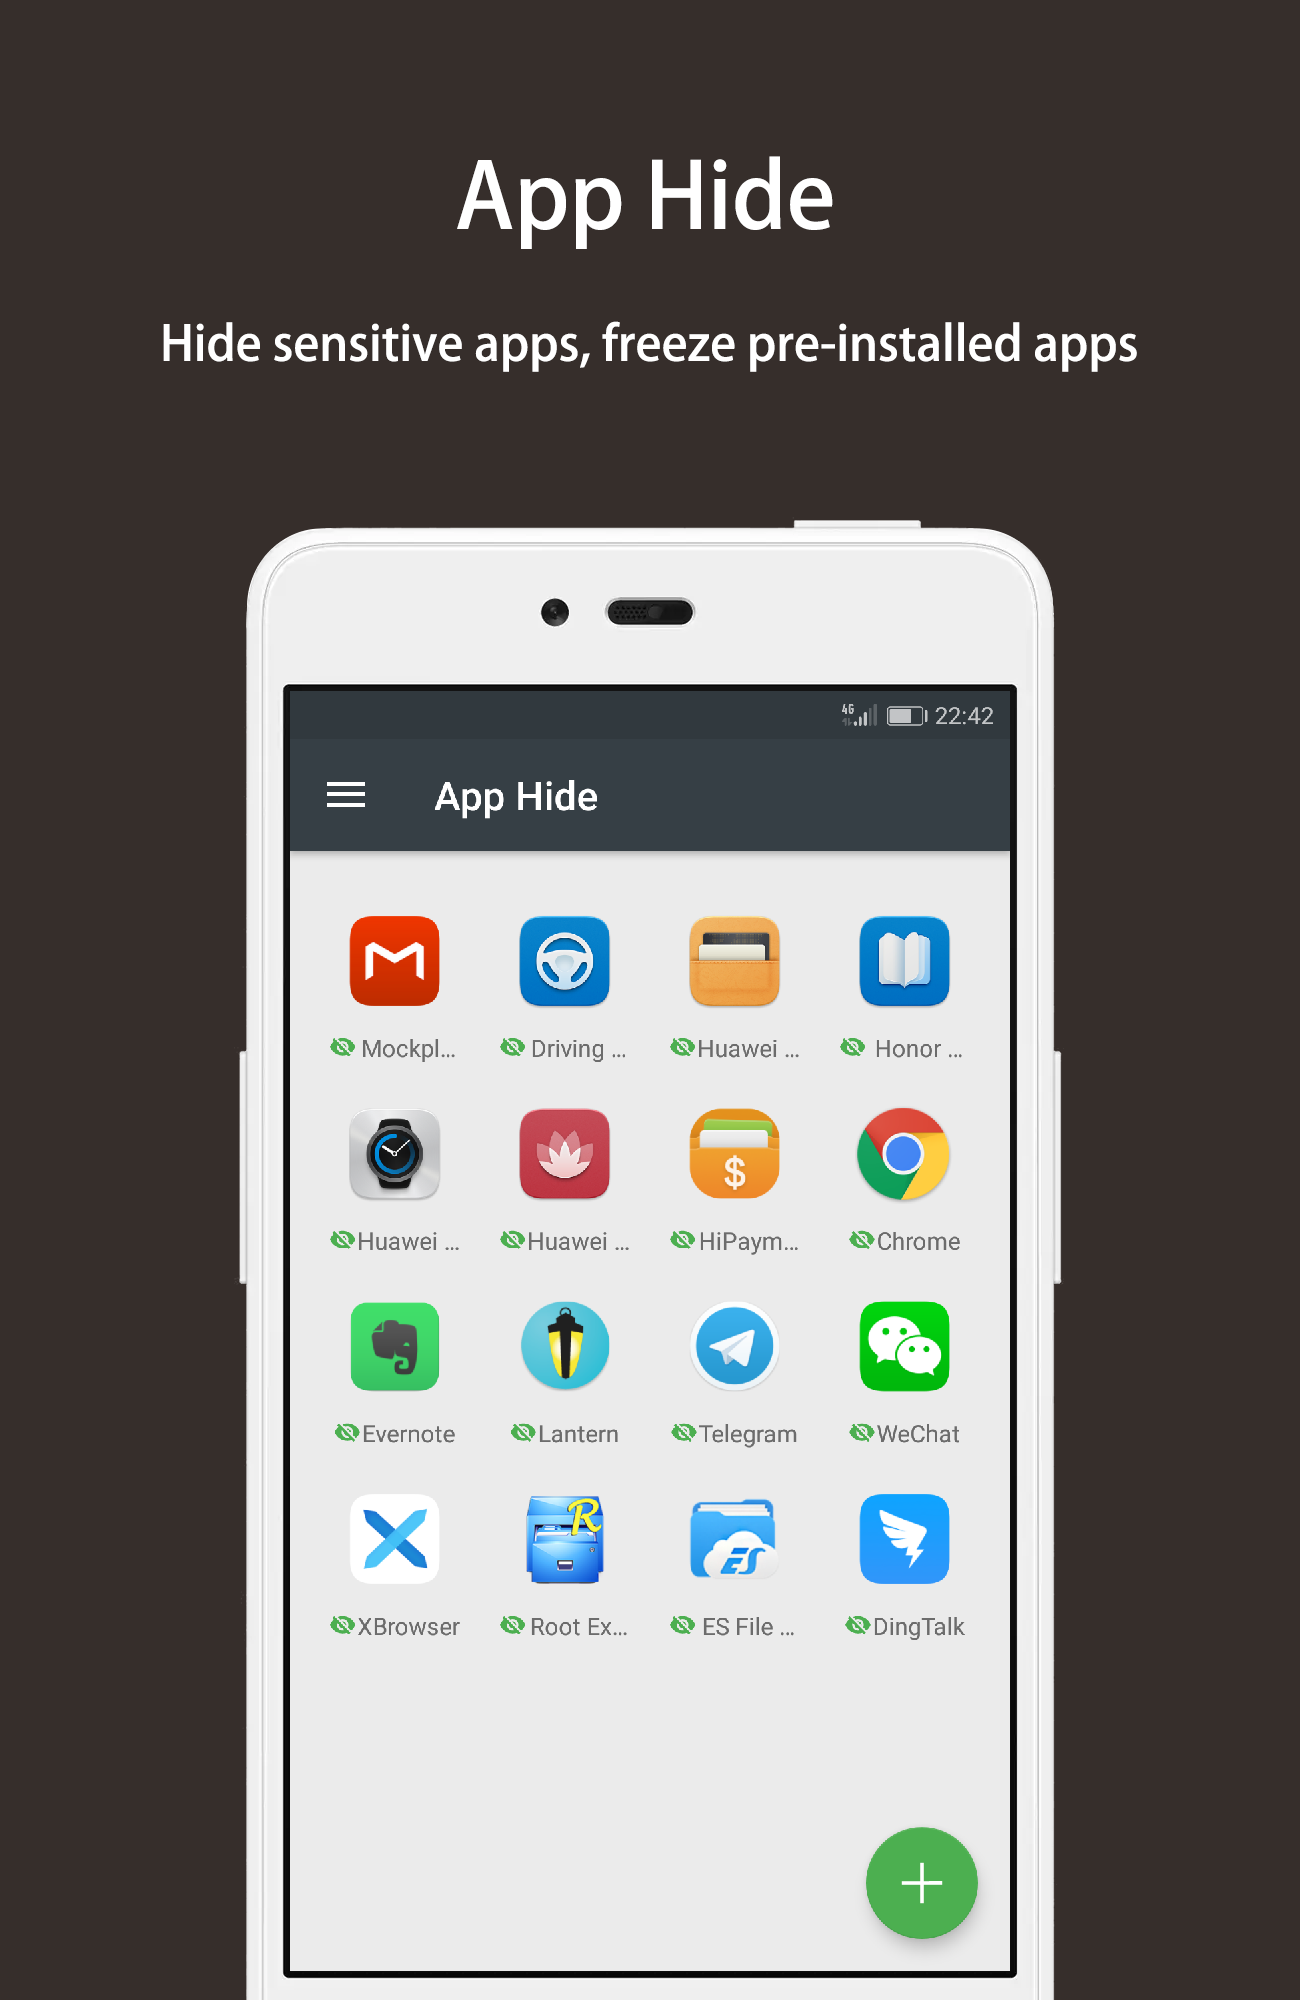 App Hide
Hide sensitive apps, freeze pre-installed apps
4G 22:42
App Hide
Mockpl... Driving ... Huawei ... Honor ...
$
Huawei ... Huawei ... HiPaym... Chrome
Evernote Lantern Telegram WeChat
R ES
XBrowser Root Ex... ES File ... DingTalk